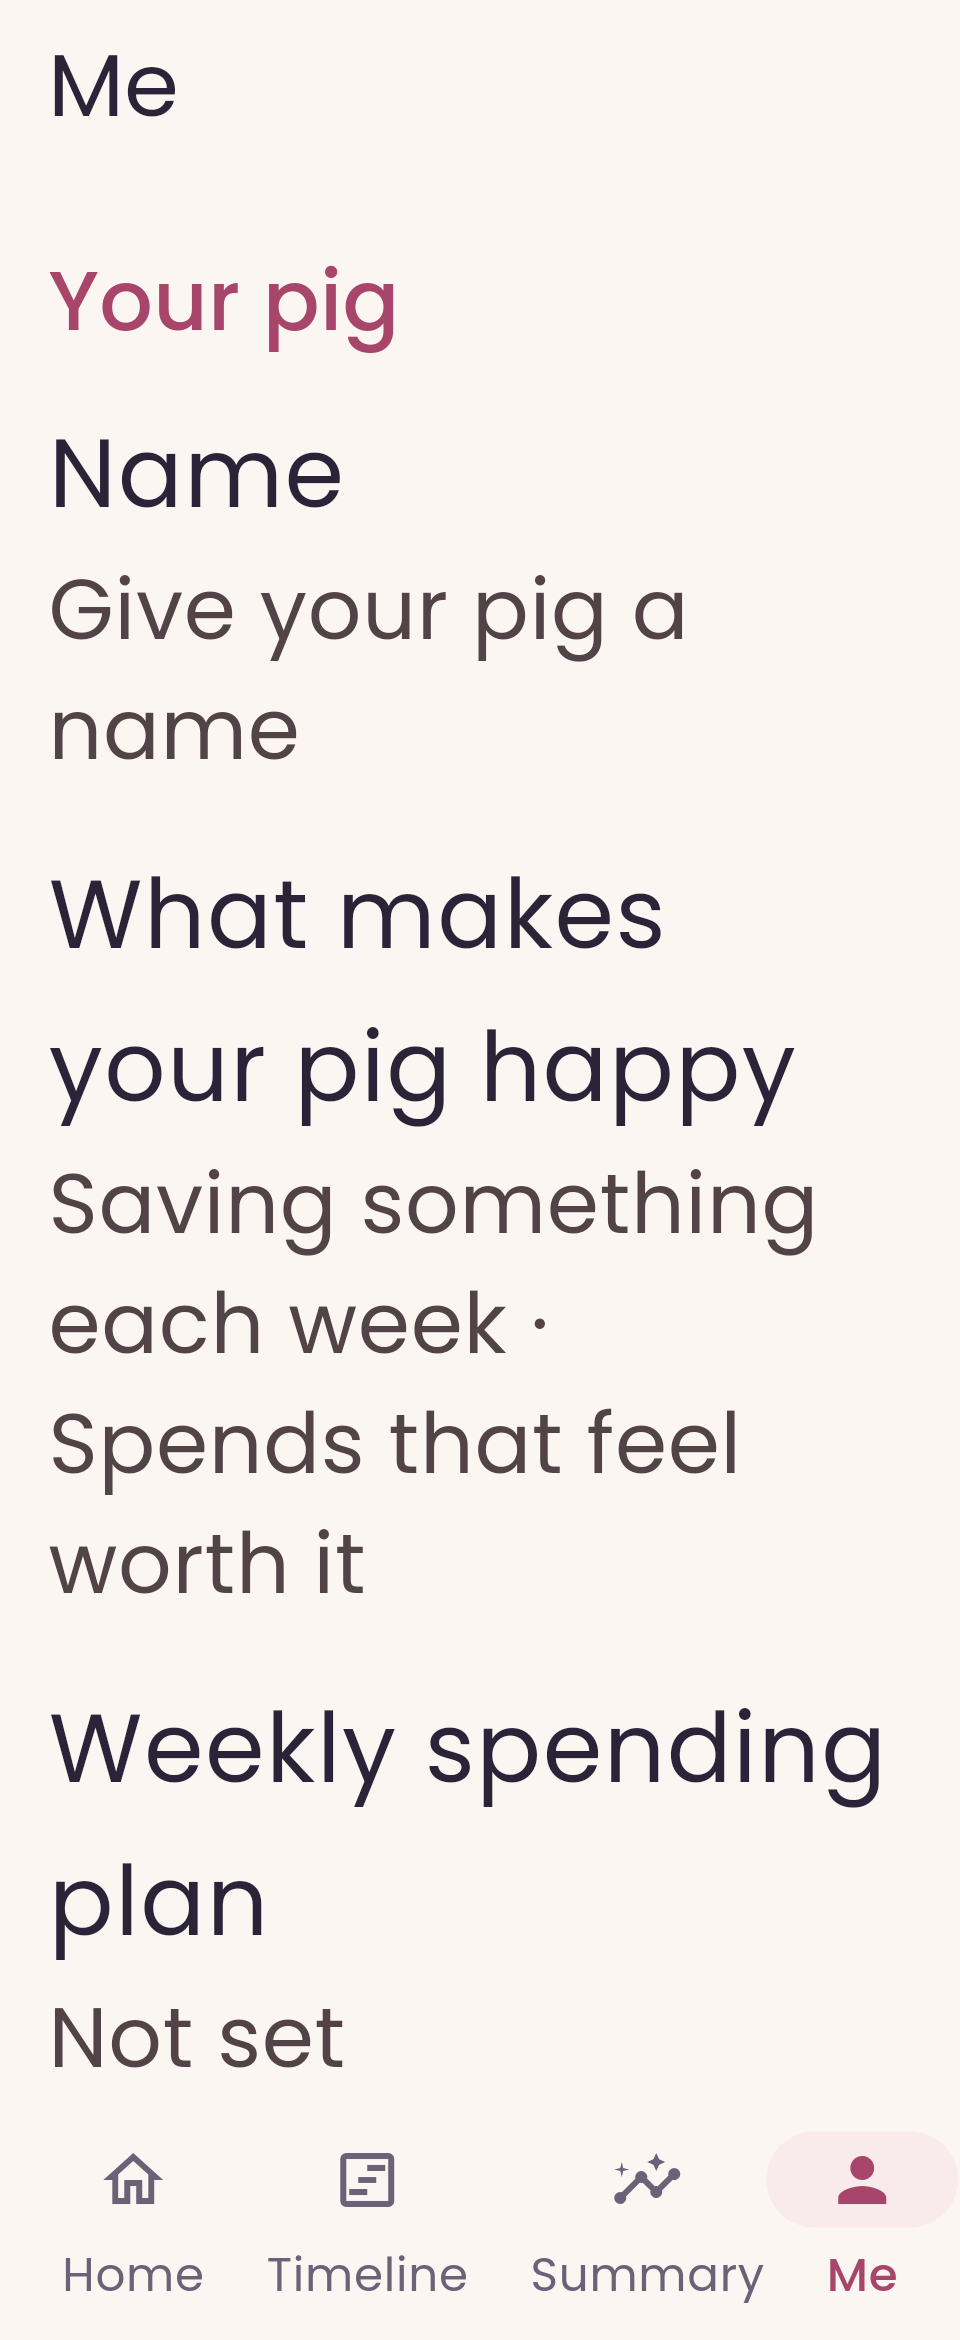 Me
Your pig
Name
Give your pig a
name
What makes
your pig happy
Saving something
each week ·
Spends that feel
worth it
Weekly spending
plan
Not set
Home
Timeline
Summary
Me